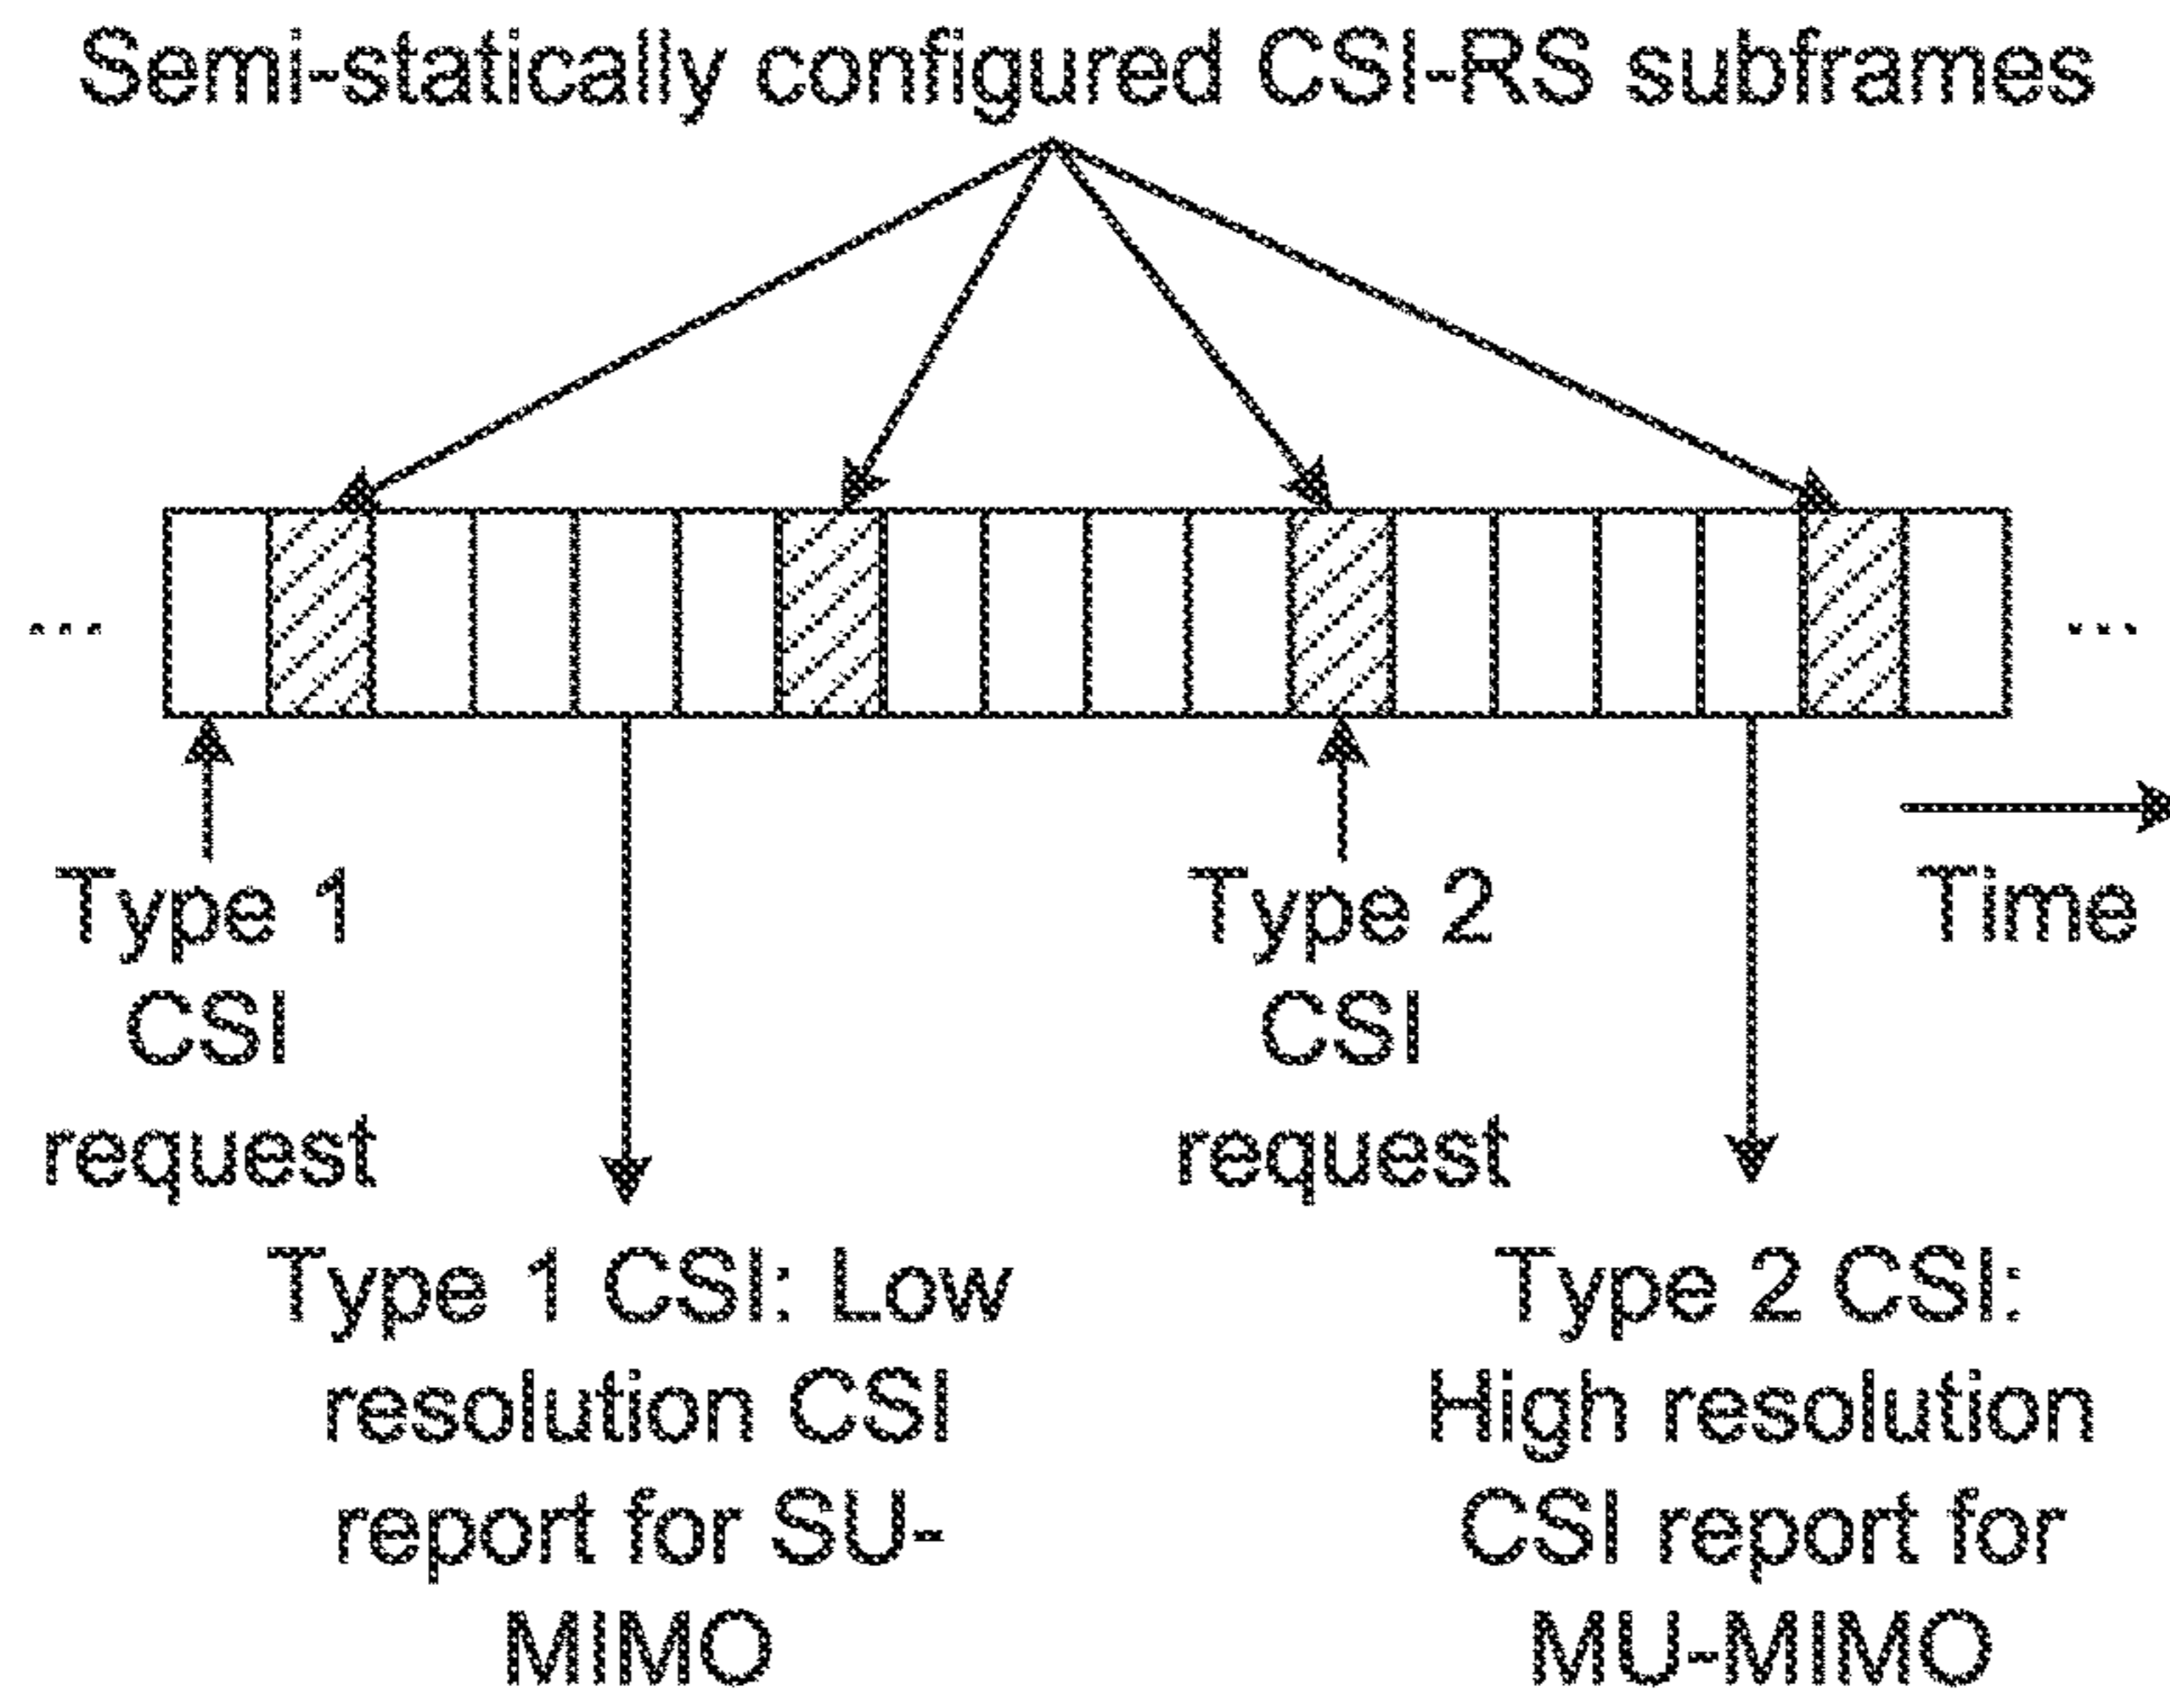 Semi-statically configured CSI-RS subframes
... ...
Type 1
CSI
request
Type 2
CSI
request
Time
Type 1 CSI: Low
resolution CSI
report for SU-
MIMO
Type 2 CSI:
High resolution
CSI report for
MU-MIMO